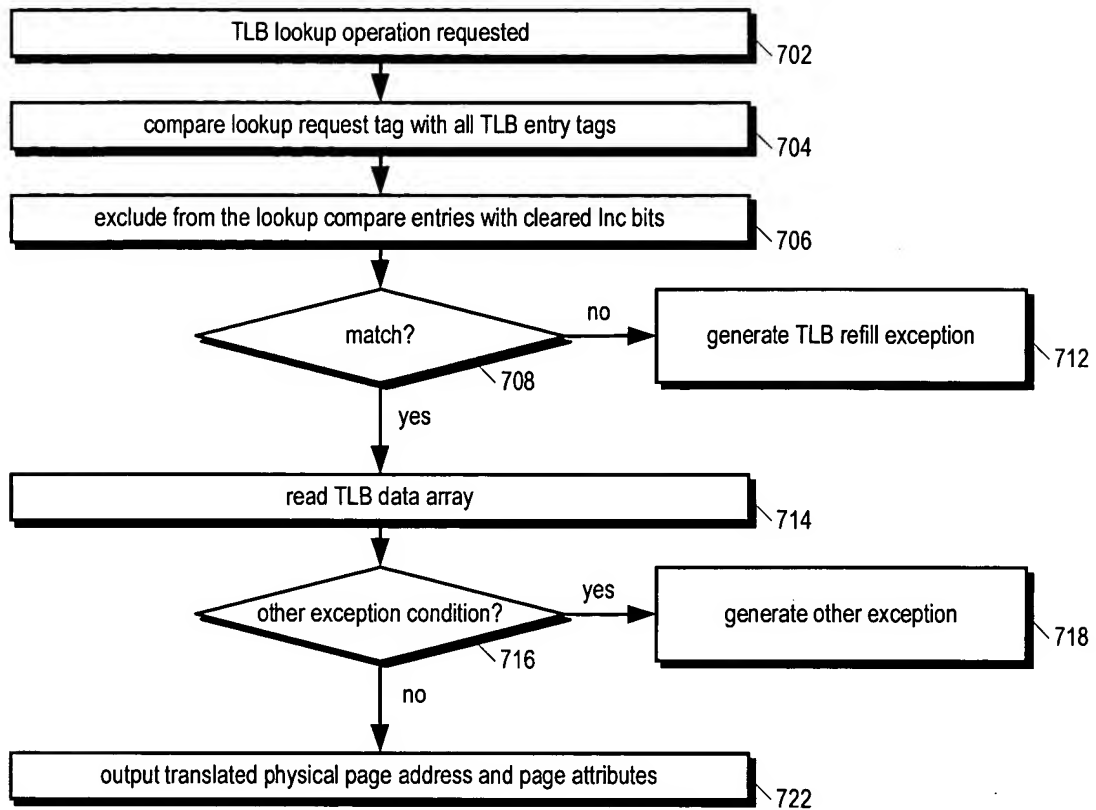 TLB lookup operation requested
702
compare lookup request tag with all TLB entry tags
704
exclude from the lookup compare entries with cleared Inc bits
706
match?
708
no
generate TLB refill exception
712
yes
read TLB data array
714
other exception condition?
716
yes
generate other exception
718
no
output translated physical page address and page attributes
722